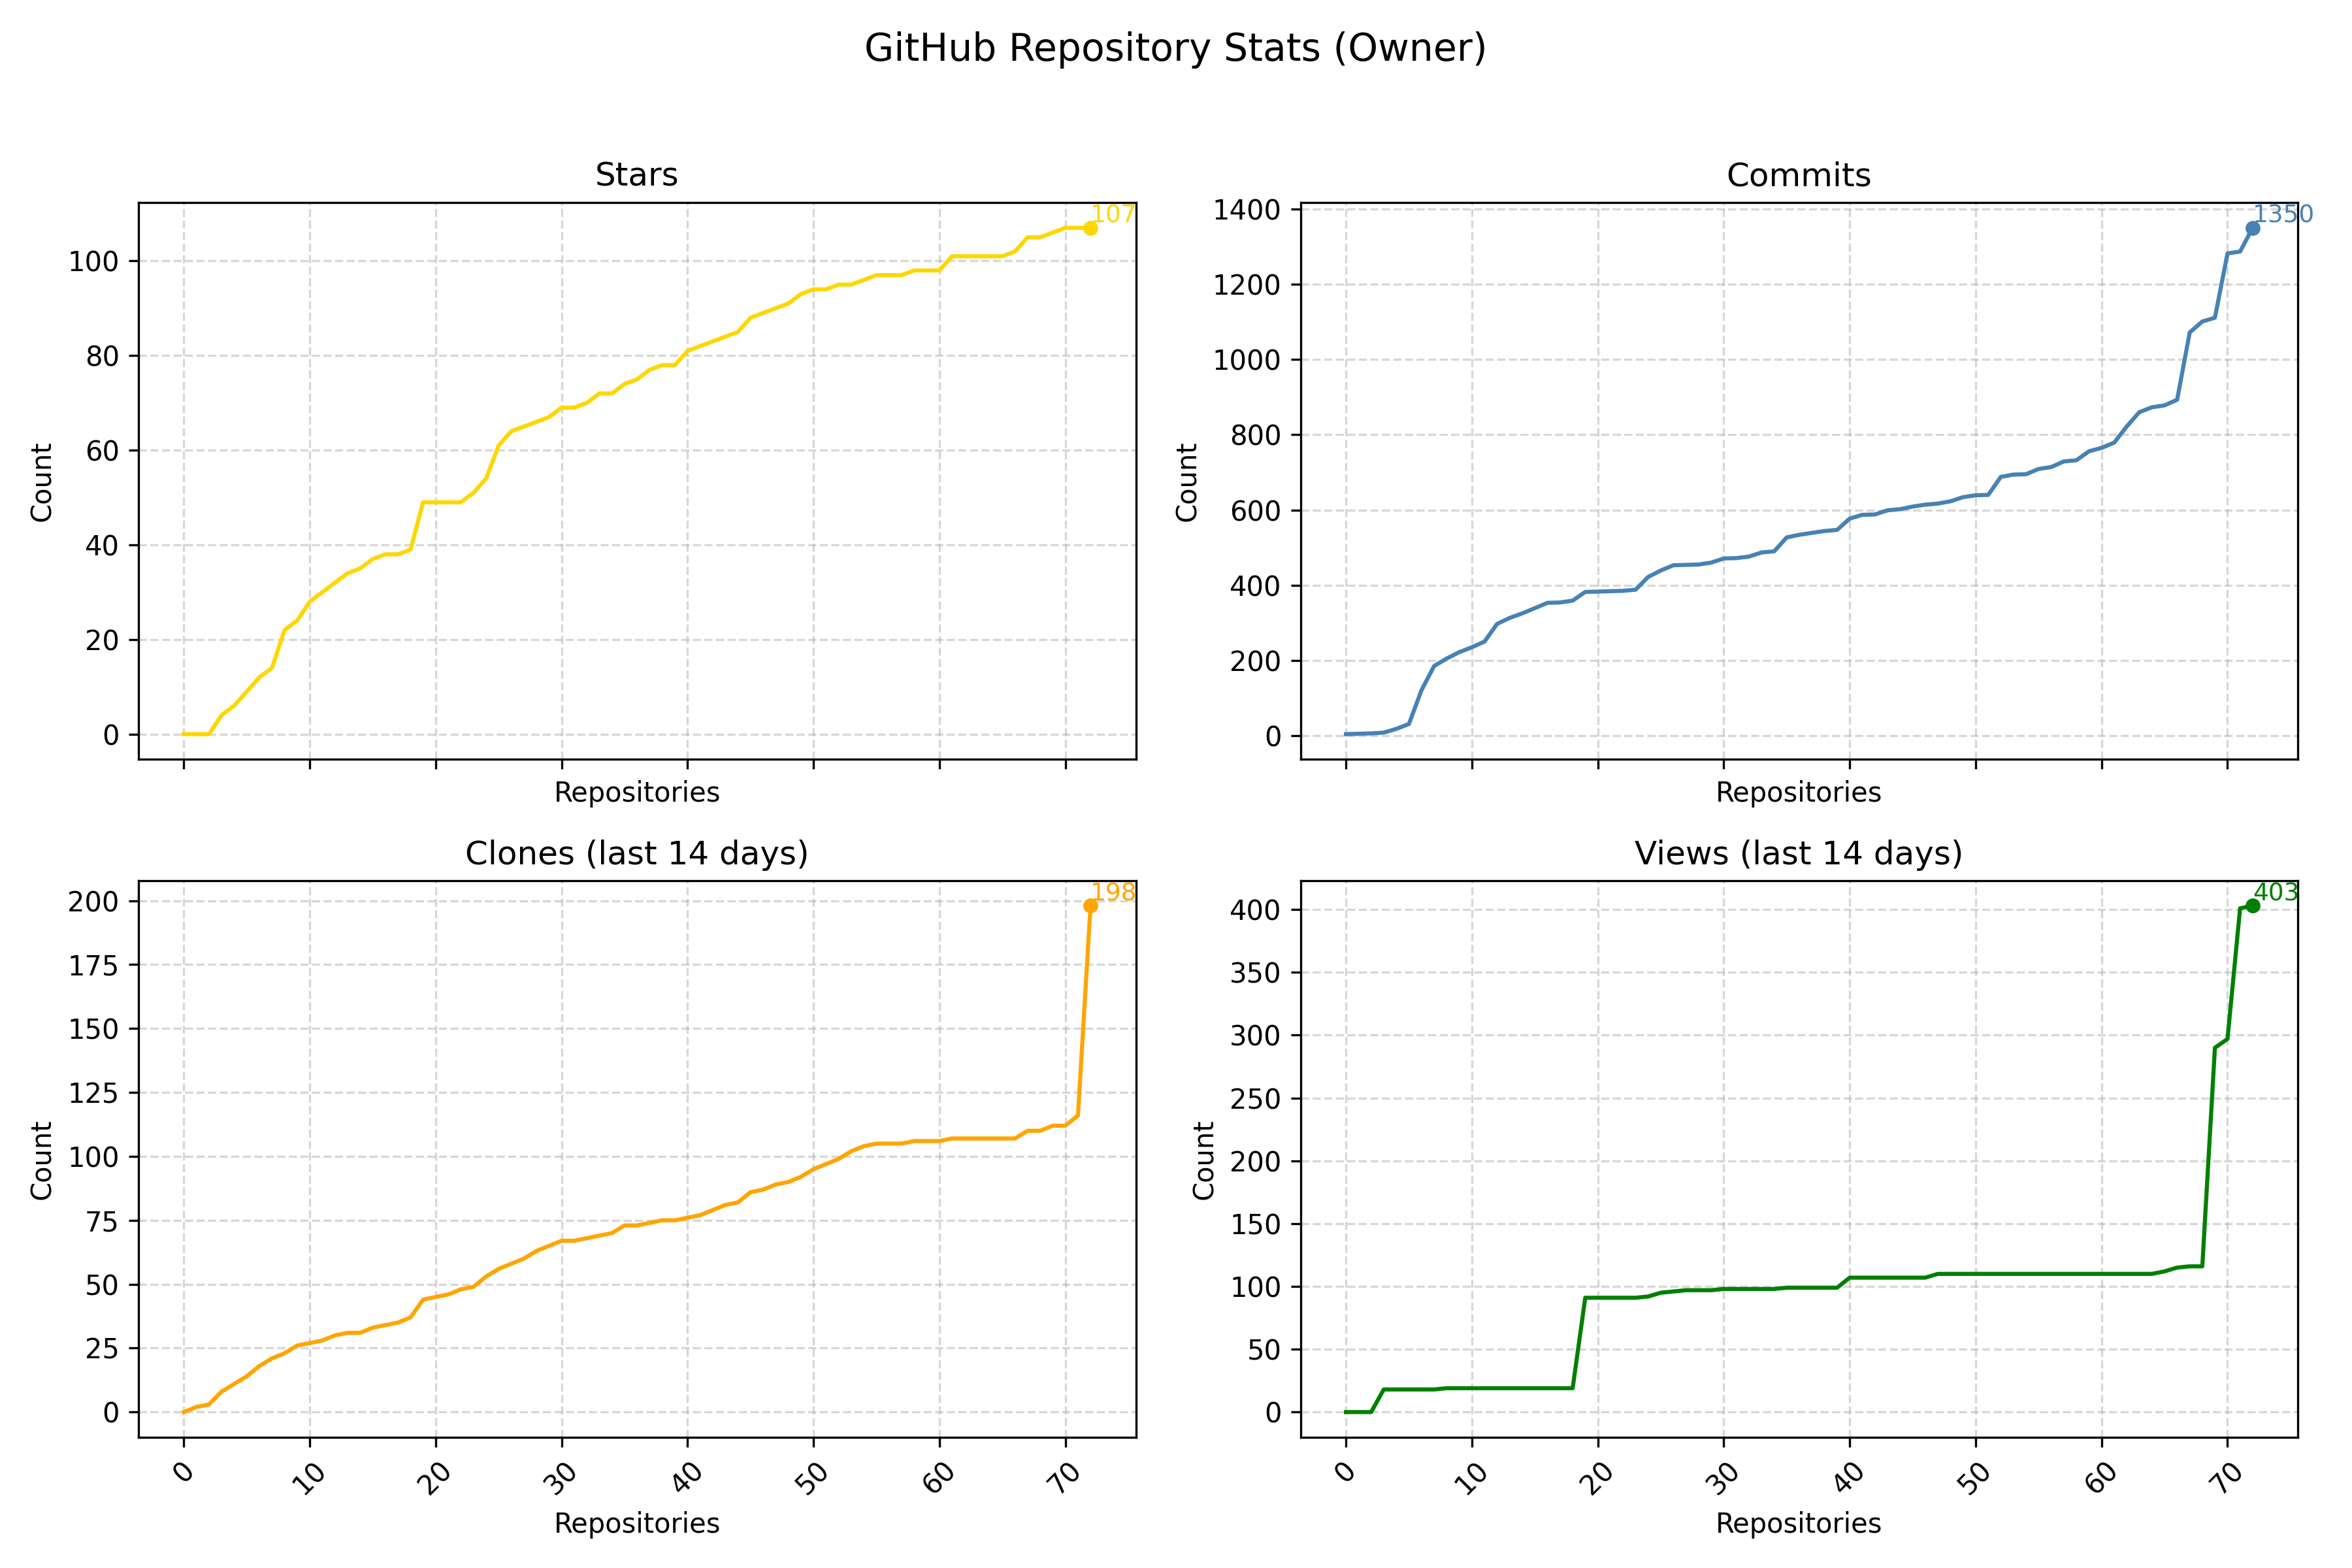 GitHub Repository Stats (Owner)
Stars
107
100
80
60
40
20
0
Count
Repositories
Commits
1350
1400
1200
1000
800
600
400
200
0
Count
Repositories
Clones (last 14 days)
198
200
175
150
125
100
75
50
25
0
Count
0 10 20 30 40 50 60 70
Repositories
Views (last 14 days)
403
400
350
300
250
200
150
100
50
0
Count
0 10 20 30 40 50 60 70
Repositories